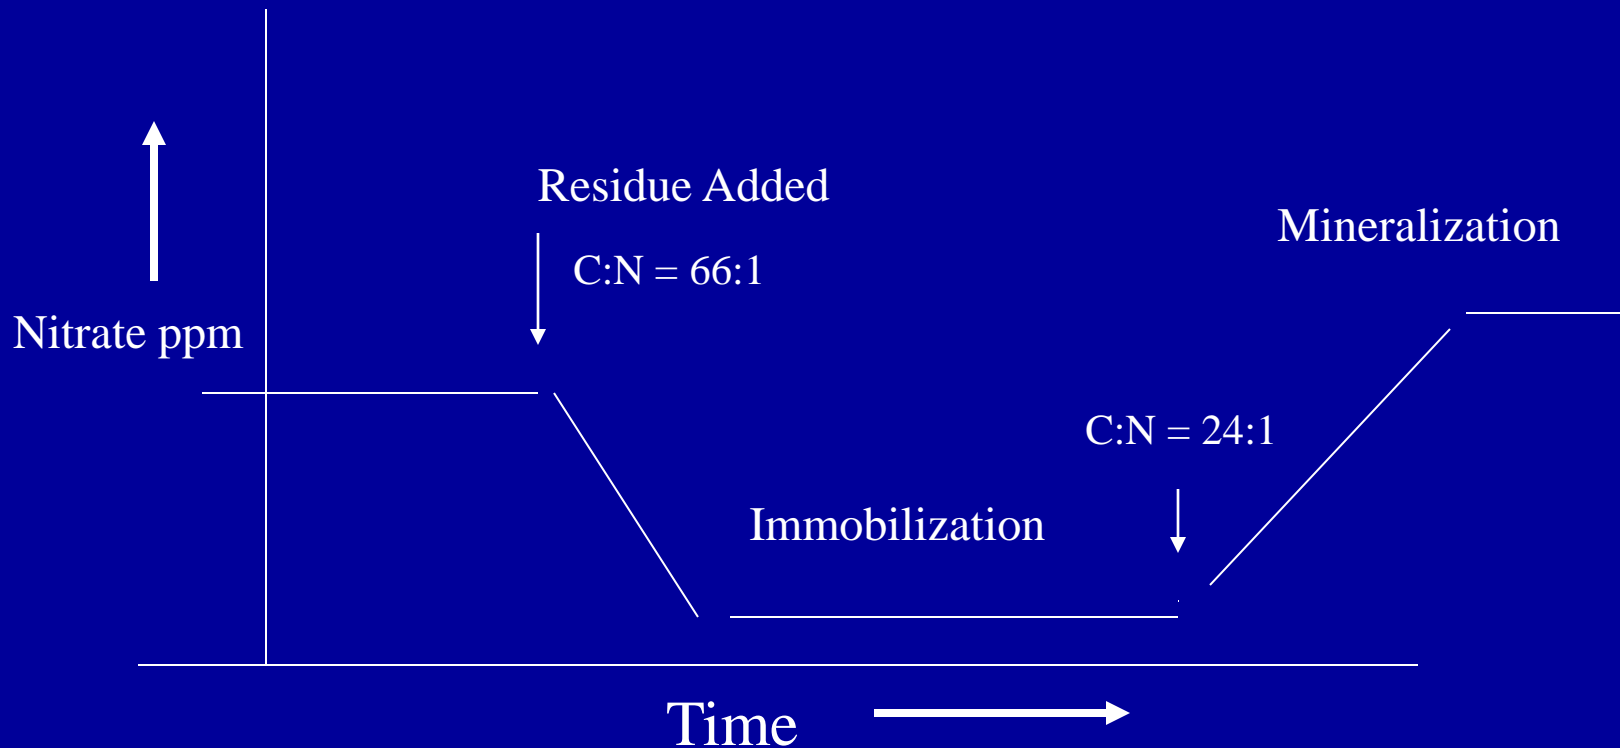 Residue Added
C:N = 66:1
Mineralization
Nitrate ppm
C:N = 24:1
Immobilization
Time